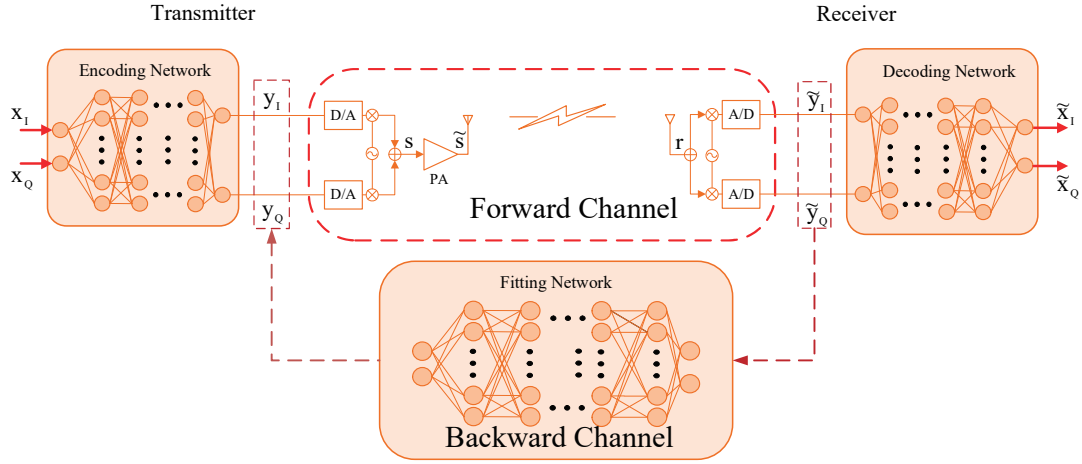 Transmitter
Receiver
Encoding Network
Decoding Network
x_I
x_Q
y_I
y_Q
D/A
D/A
s
s̃
PA
r
A/D
A/D
Forward Channel
ỹ_I
ỹ_Q
x̃_I
x̃_Q
Fitting Network
Backward Channel